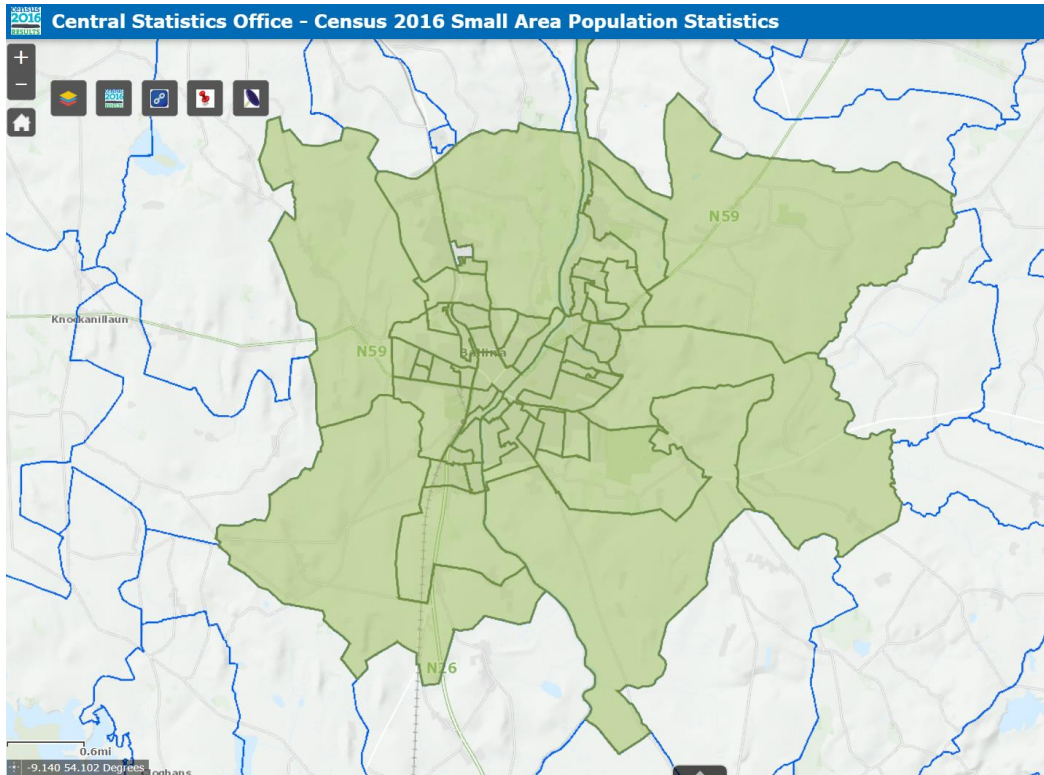 census
2016
RESULTS
Central Statistics Office - Census 2016 Small Area Population Statistics
+
−
2016
N59
Knockanillaun
N59
Ballina
N26
0.6mi
-9.140 54.102 Degrees